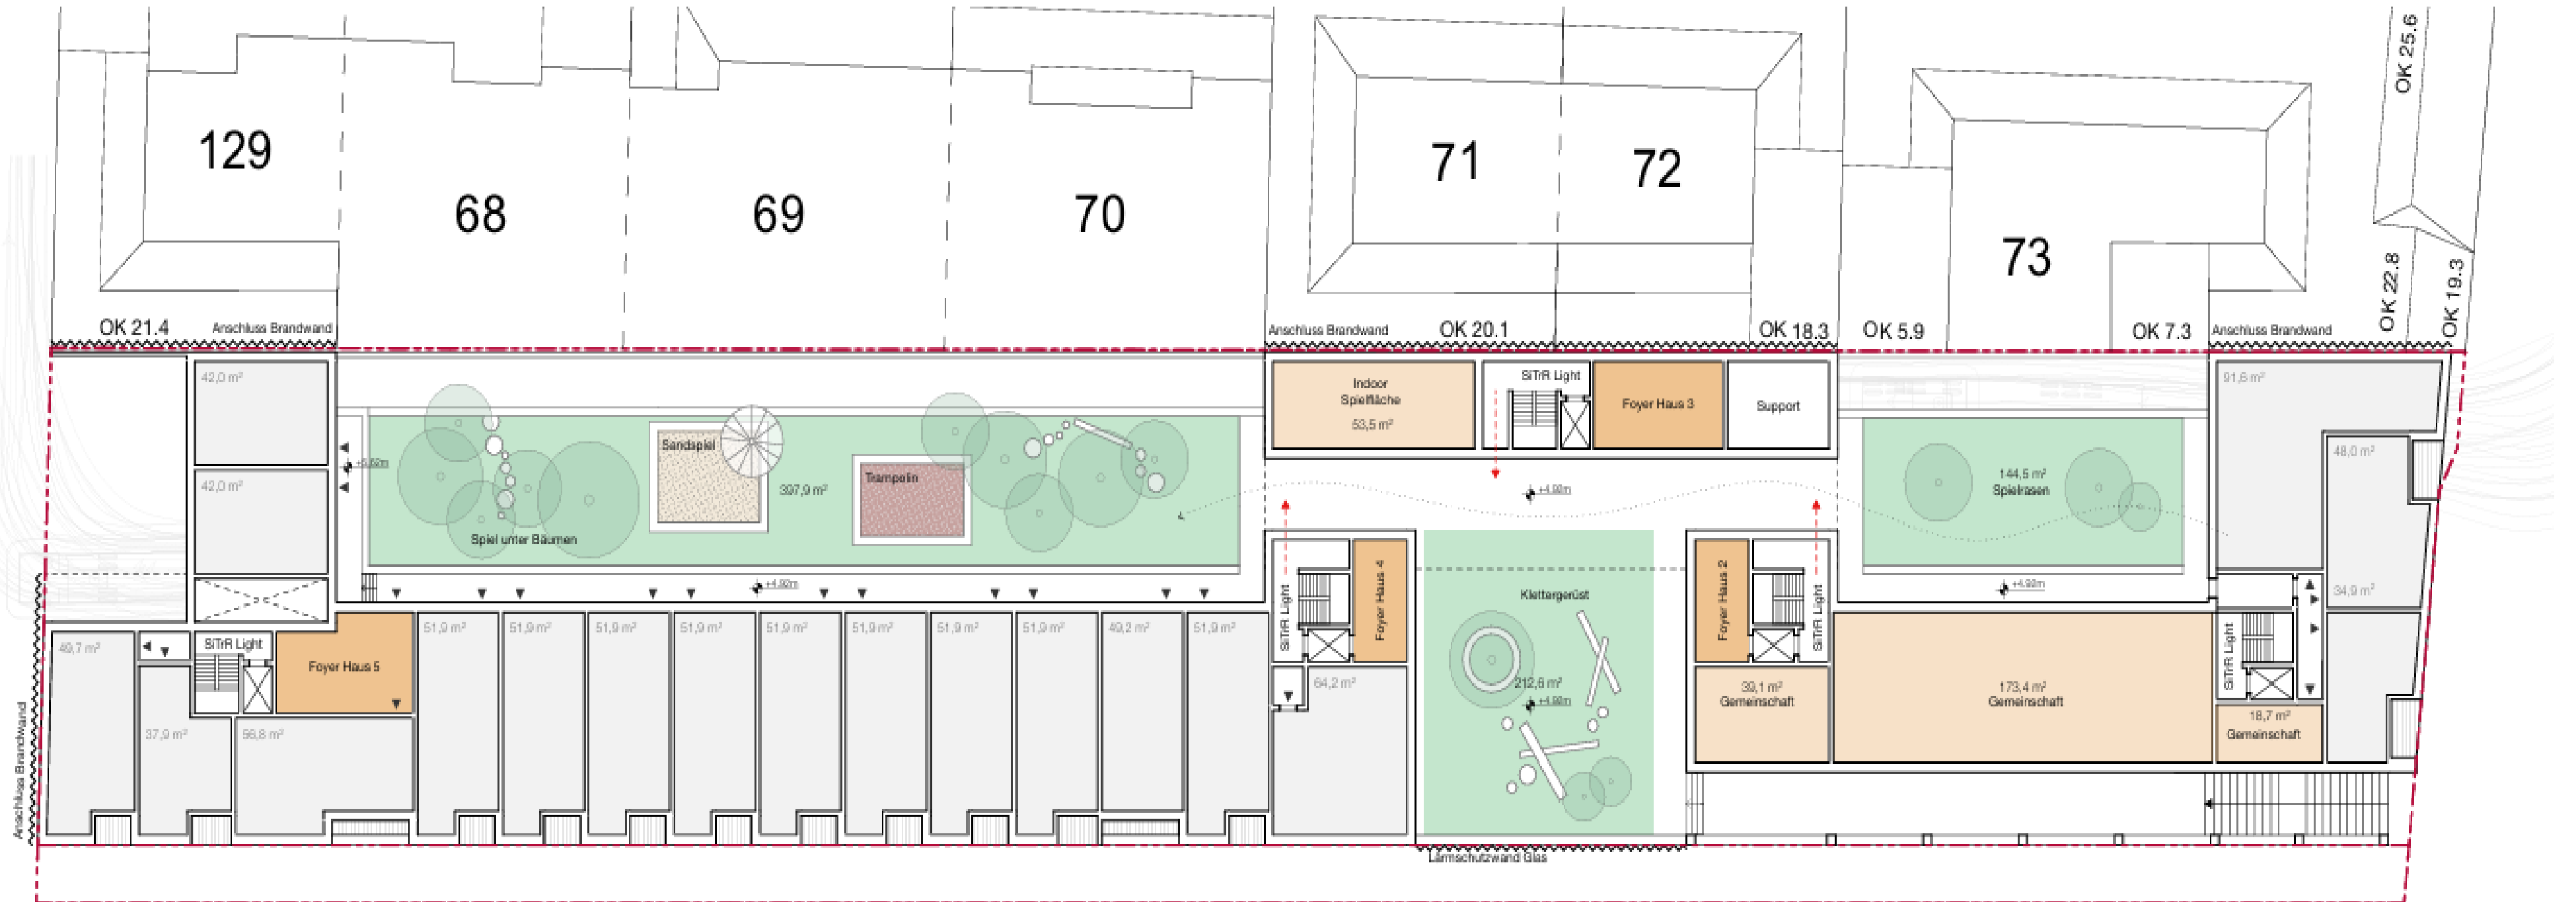 129
68
69
70
71
72
73
OK 25.6
OK 22.8
OK 19.3
OK 21.4
Anschluss Brandwand
Anschluss Brandwand
OK 20.1
OK 18.3
OK 5.9
OK 7.3
Anschluss Brandwand
42,0 m²
42,0 m²
Sandspiel
Trampolin
397,9 m²
Spiel unter Bäumen
+4.92m
Indoor
Spielfläche
53,5 m²
SiTrR Light
Foyer Haus 3
Support
+4.92m
144,5 m²
Spielrasen
+4.92m
91,6 m²
48,0 m²
34,9 m²
49,7 m²
SiTrR Light
Foyer Haus 5
37,9 m²
56,8 m²
51,9 m²
51,9 m²
51,9 m²
51,9 m²
51,9 m²
51,9 m²
51,9 m²
51,9 m²
49,2 m²
51,9 m²
SiTrR Light
Foyer Haus 4
64,2 m²
Klettergerüst
212,6 m²
+4.92m
Foyer Haus 2
SiTrR Light
39,1 m²
Gemeinschaft
173,4 m²
Gemeinschaft
SiTrR Light
18,7 m²
Gemeinschaft
Anschluss Brandwand
Lärmschutzwand Glas